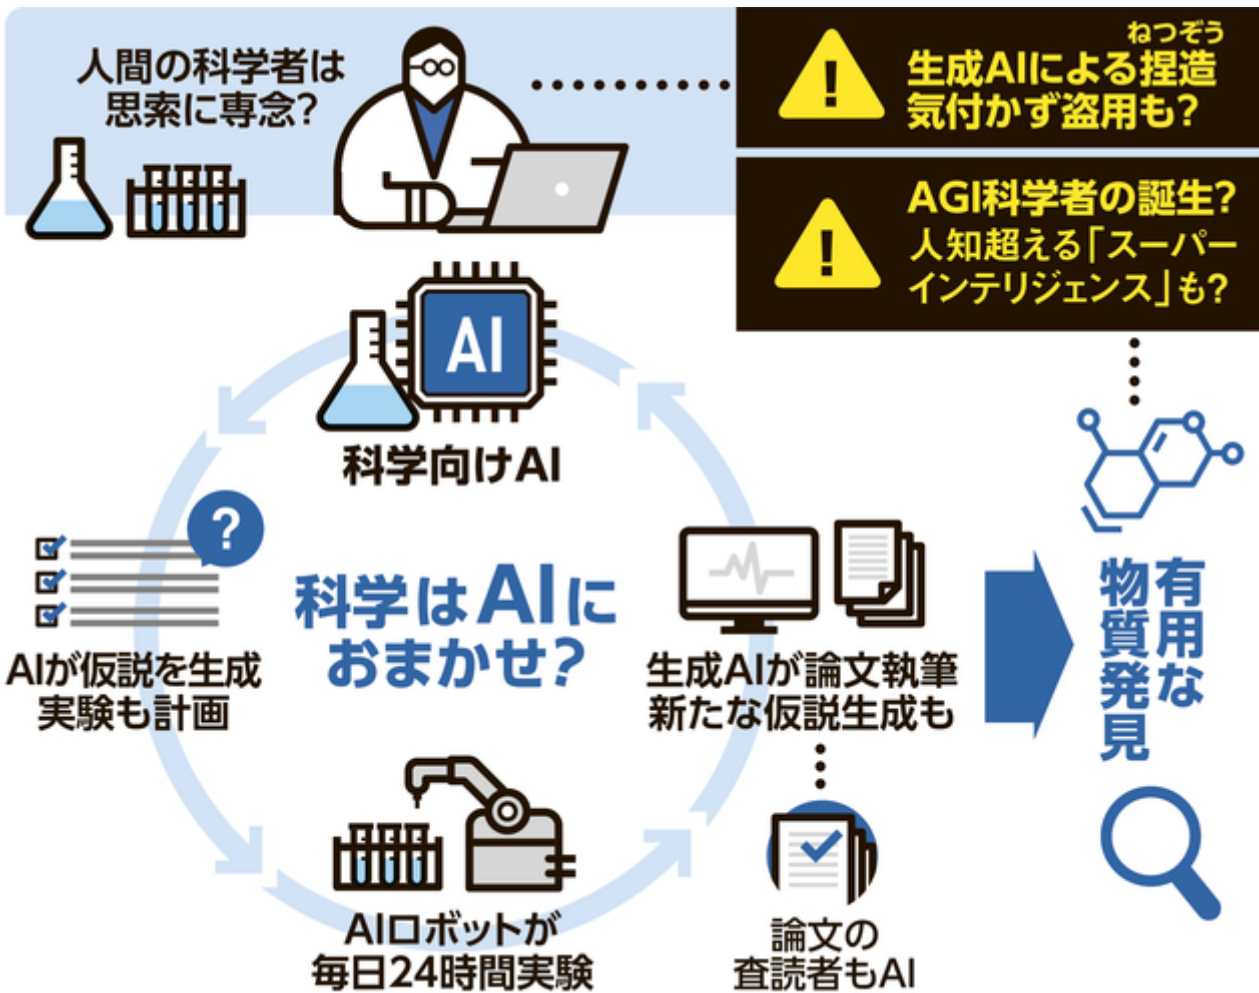 人間の科学者は
思索に専念?
ねつぞう
生成AIによる捏造
気付かず盗用も?
AGI科学者の誕生?
人知超える「スーパー
インテリジェンス」も?
AI
科学向けAI
?
AIが仮説を生成
実験も計画
科学はAIに
おまかせ?
生成AIが論文執筆
新たな仮説生成も
有用な
物質発見
AIロボットが
毎日24時間実験
論文の
査読者もAI